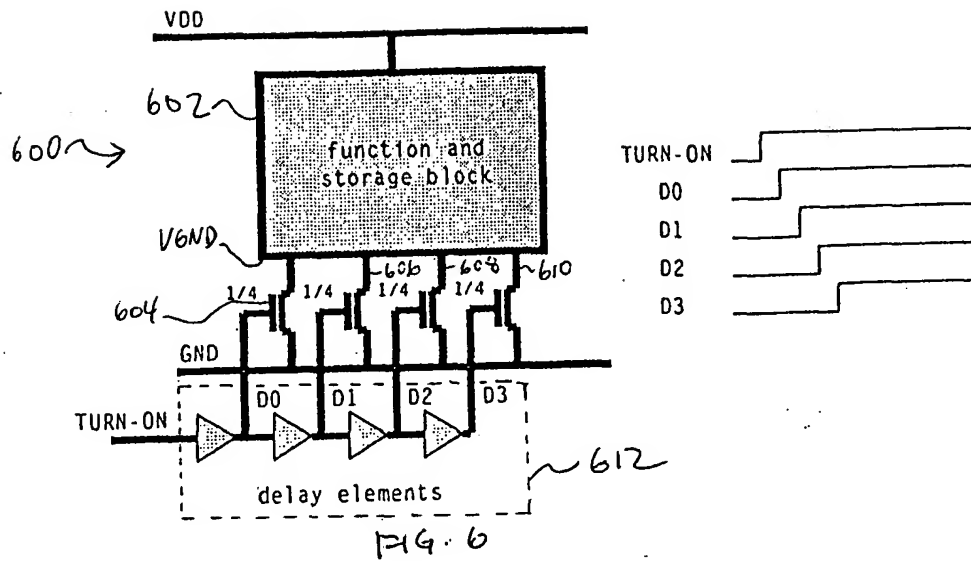 VDD
602
600
function and
storage block
VGND
606
608
610
1/4
1/4
1/4
1/4
604
GND
D0
D1
D2
D3
TURN-ON
612
delay elements
FIG. 6
TURN-ON
D0
D1
D2
D3